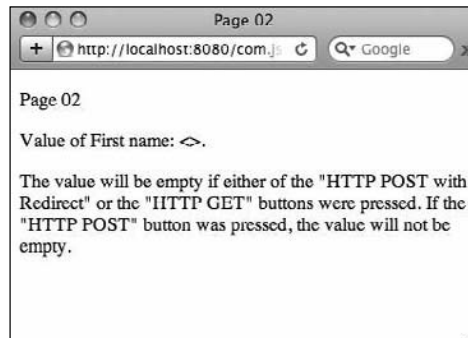 Page 02
+ http://localhost:8080/com.js Google
Page 02
Value of First name: <>.
The value will be empty if either of the "HTTP POST with
Redirect" or the "HTTP GET" buttons were pressed. If the
"HTTP POST" button was pressed, the value will not be
empty.